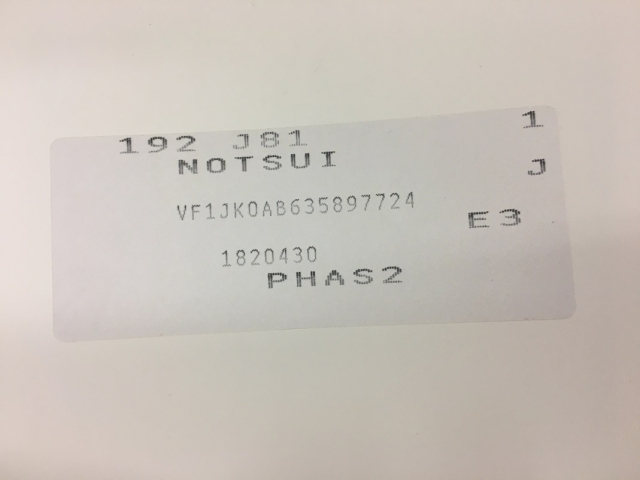 192 J81 1
NOTSUI J
VF1JK0AB635897724
E3
1820430
PHAS2